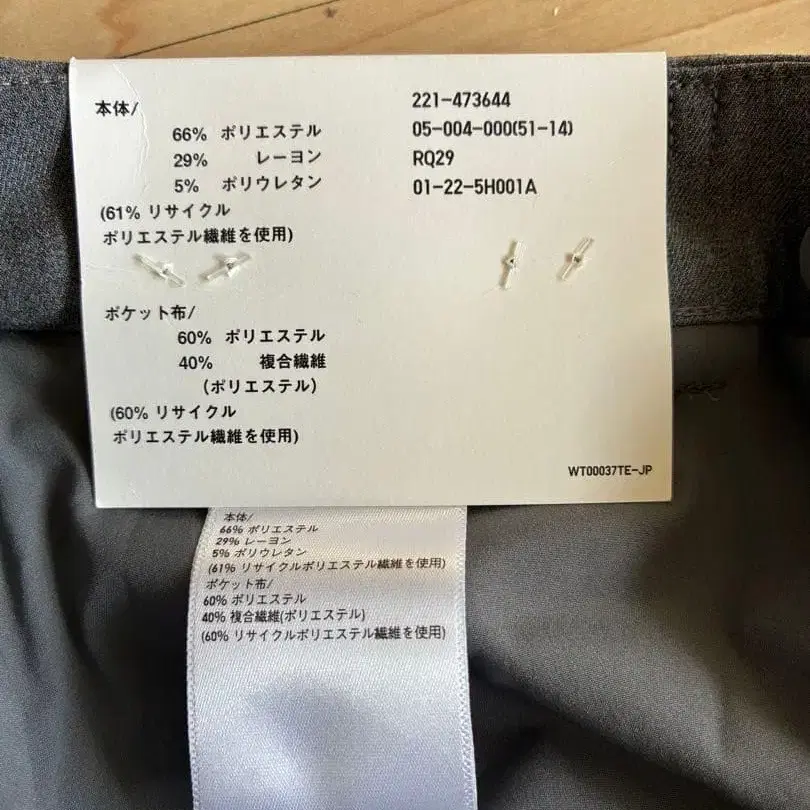 本体/
66% ポリエステル
29% レーヨン
5% ポリウレタン
(61% リサイクル
ポリエステル繊維を使用)
ポケット布/
60% ポリエステル
40% 複合繊維
(ポリエステル)
(60% リサイクル
ポリエステル繊維を使用)
221-473644
05-004-000(51-14)
RQ29
01-22-5H001A
WT00037TE-JP
本体/
66% ポリエステル
29% レーヨン
5% ポリウレタン
(61% リサイクルポリエステル繊維を使用)
ポケット布/
60% ポリエステル
40% 複合繊維(ポリエステル)
(60% リサイクルポリエステル繊維を使用)